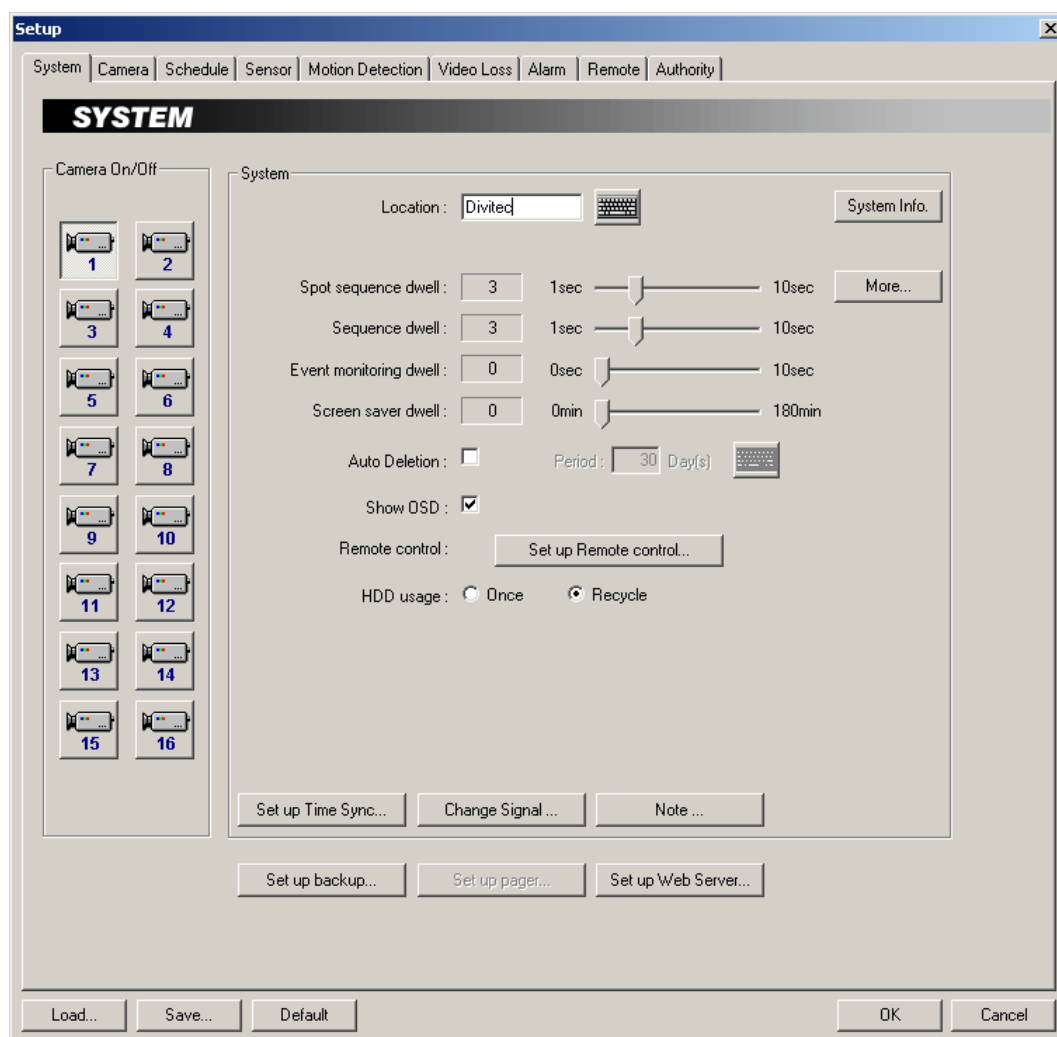 Setup
System Camera Schedule Sensor Motion Detection Video Loss Alarm Remote Authority
SYSTEM
Camera On/Off
1 2
3 4
5 6
7 8
9 10
11 12
13 14
15 16
System
Location : Divitec System Info.
Spot sequence dwell : 3 1sec 10sec More...
Sequence dwell : 3 1sec 10sec
Event monitoring dwell : 0 0sec 10sec
Screen saver dwell : 0 0min 180min
Auto Deletion : Period : 30 Day(s)
Show OSD :
Remote control : Set up Remote control...
HDD usage : Once Recycle
Set up Time Sync... Change Signal ... Note ...
Set up backup... Set up pager... Set up Web Server...
Load... Save... Default OK Cancel